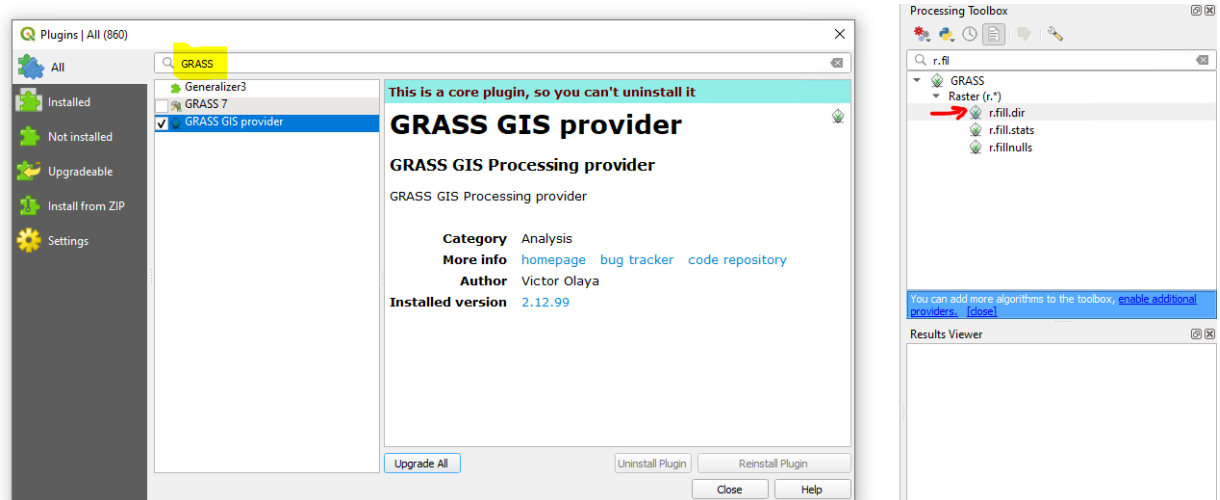 Plugins | All (860)
All
Installed
Not installed
Upgradeable
Install from ZIP
Settings
GRASS
Generalizer3
GRASS 7
GRASS GIS provider
This is a core plugin, so you can't uninstall it
GRASS GIS provider
GRASS GIS Processing provider
GRASS GIS Processing provider
Category Analysis
More info homepage bug tracker code repository
Author Victor Olaya
Installed version 2.12.99
Upgrade All
Uninstall Plugin
Reinstall Plugin
Close
Help
Processing Toolbox
r.fil
GRASS
Raster (r.*)
r.fill.dir
r.fill.stats
r.fillnulls
You can add more algorithms to the toolbox, enable additional
providers. [close]
Results Viewer